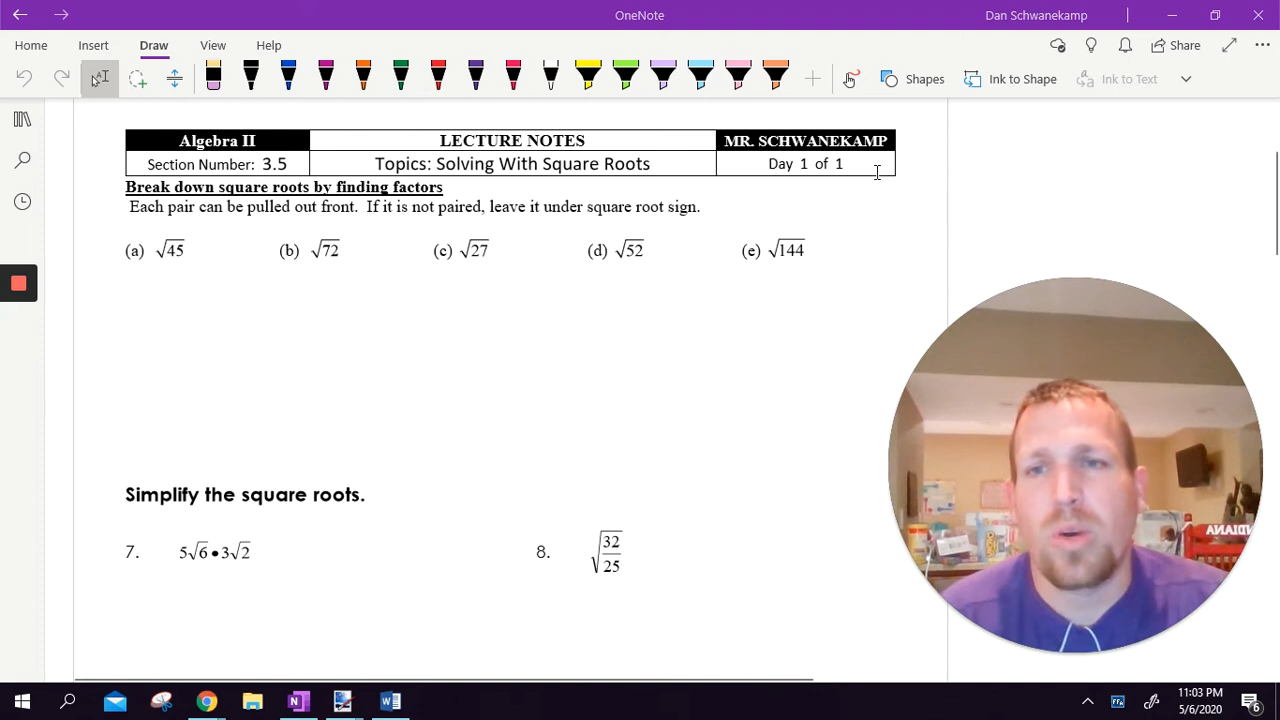 OneNote
Dan Schwanekamp
Home Insert Draw View Help
Share
Shapes Ink to Shape Ink to Text
Algebra II LECTURE NOTES MR. SCHWANEKAMP
Section Number: 3.5 Topics: Solving With Square Roots Day 1 of 1
Break down square roots by finding factors
Each pair can be pulled out front. If it is not paired, leave it under square root sign.
(a) √45 (b) √72 (c) √27 (d) √52 (e) √144
Simplify the square roots.
7. 5√6 • 3√2 8. √(32/25)
INDIANA
11:03 PM
5/6/2020
6